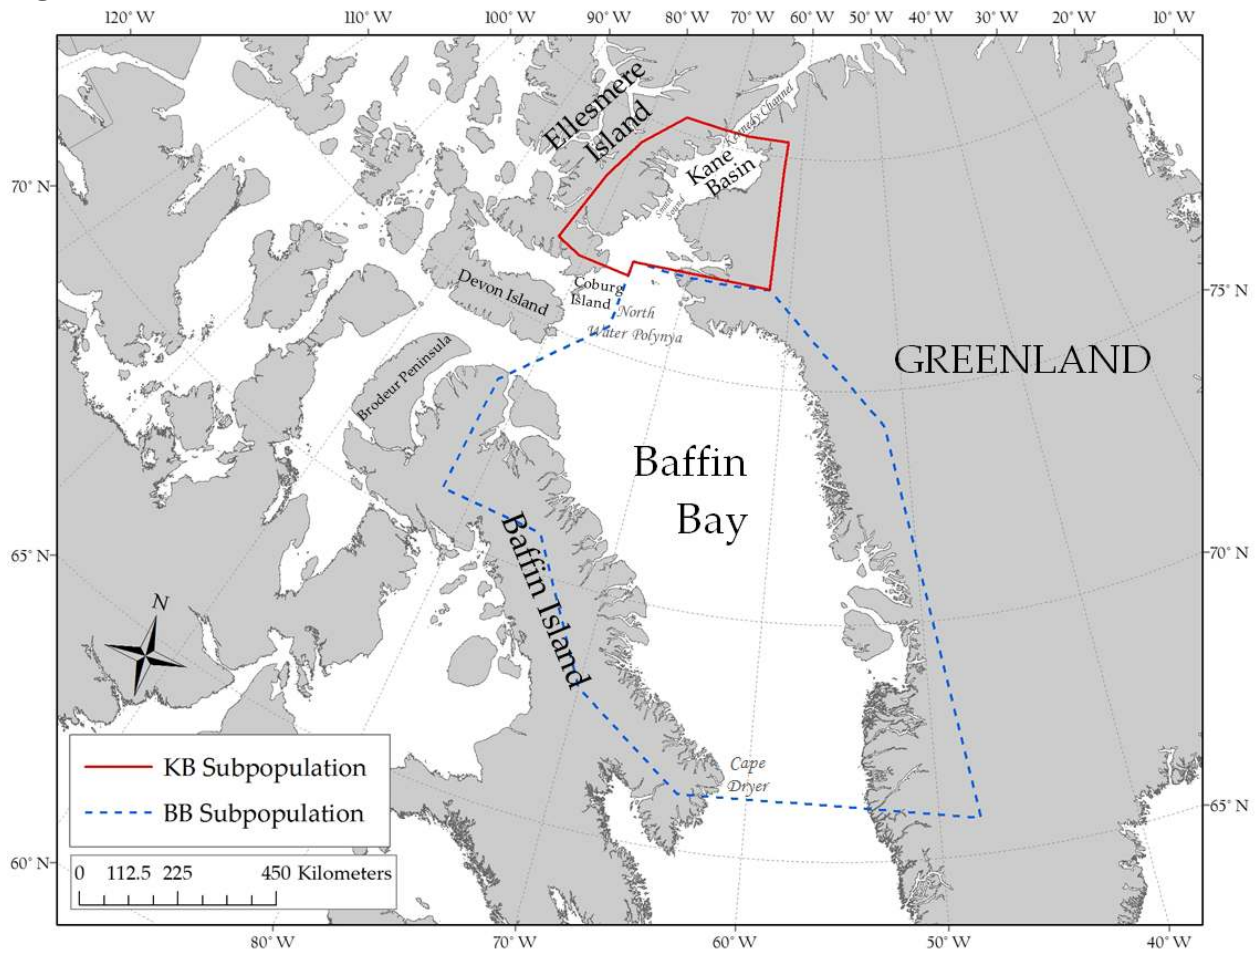 120° W 110° W 100° W 90° W 80° W 70° W 60° W 50° W 40° W 30° W 20° W 10° W
Ellesmere
Island
Kennedy Channel
Kane
Basin
Smith
Sound
70° N
75° N
Devon Island
Coburg
Island
North
Water Polynya
Brodeur Peninsula
GREENLAND
Baffin
Bay
Baffin Island
65° N
70° N
N
Cape
Dryer
KB Subpopulation
BB Subpopulation
65° N
60° N
0 112.5 225 450 Kilometers
80° W 70° W 60° W 50° W 40° W